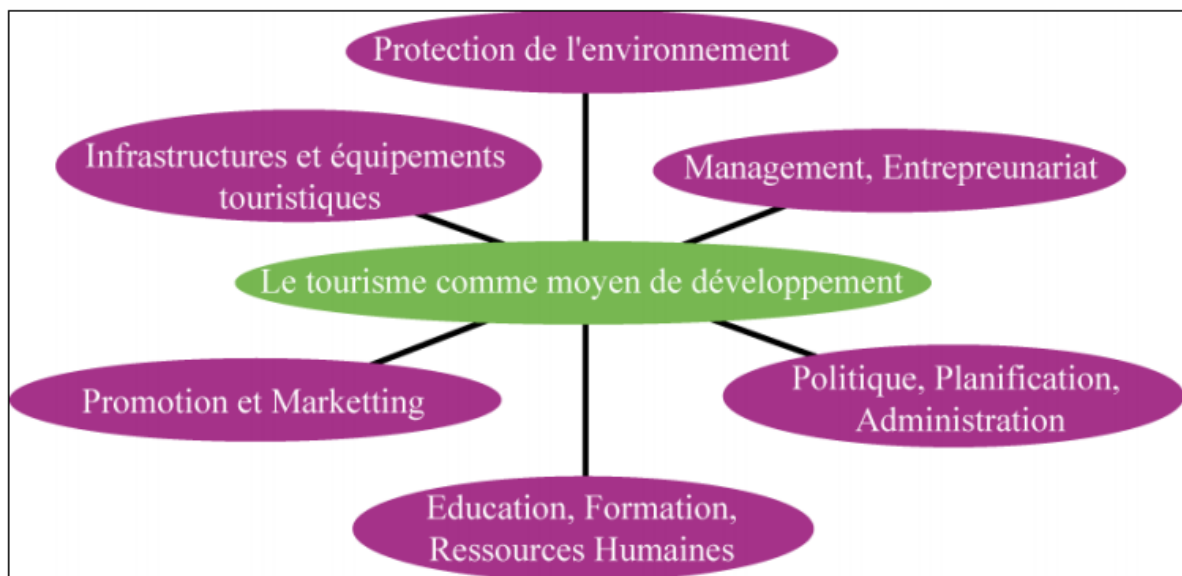 Protection de l'environnement
Infrastructures et équipements
touristiques
Management, Entrepreunariat
Le tourisme comme moyen de développement
Promotion et Marketting
Politique, Planification,
Administration
Education, Formation,
Ressources Humaines